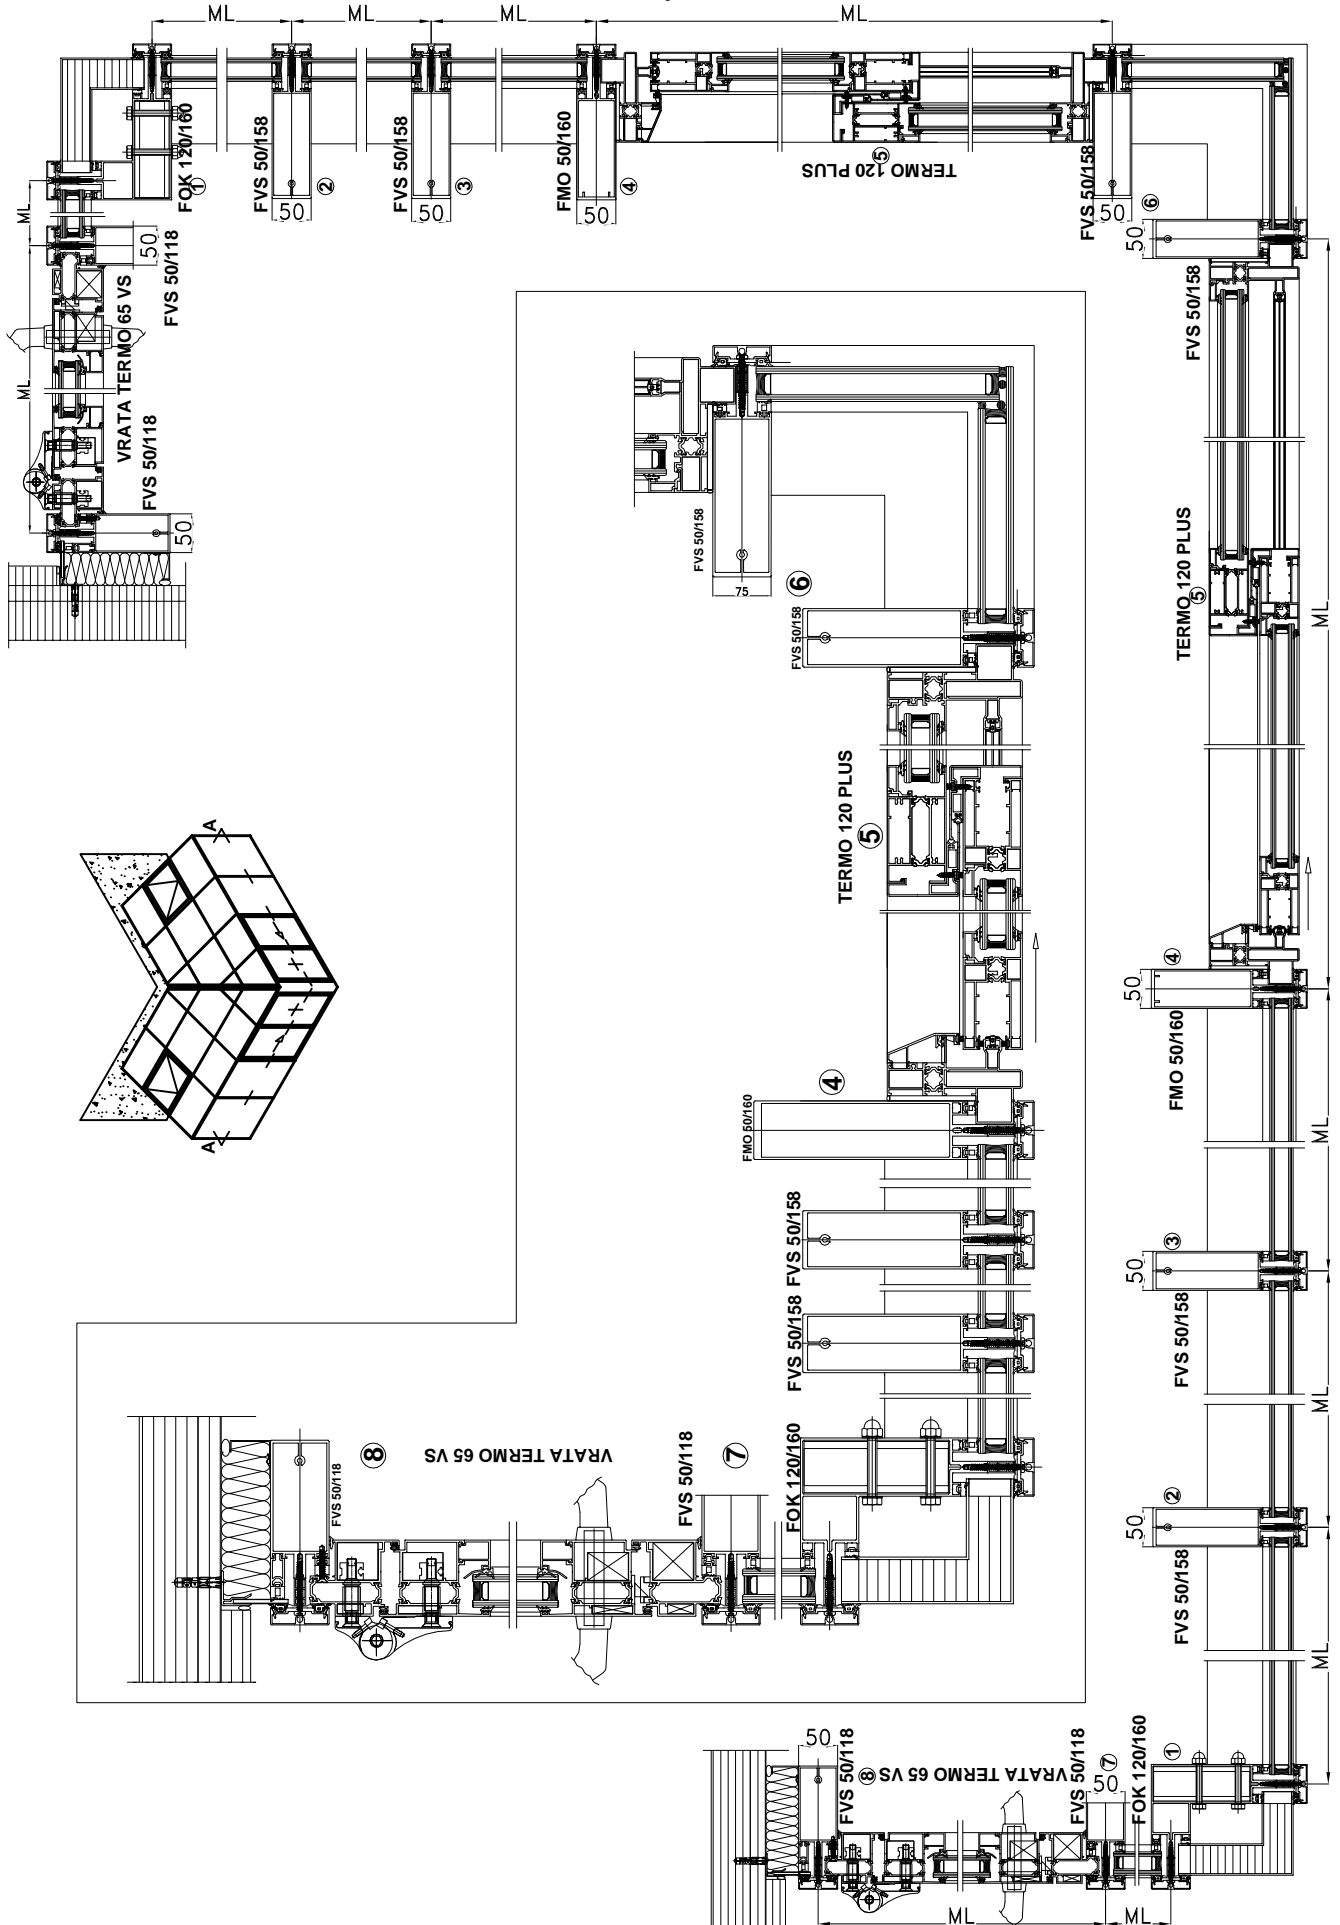 ML
ML
ML
ML
FOK 120/160
①
FVS 50/158
②
50
FVS 50/158
③
50
FMO 50/160
④
50
TERMO 120 PLUS
⑤
FVS 50/158
50
⑥
50
FVS 50/158
ML
ML
50
FVS 50/118
VRATA TERMO 65 VS
FVS 50/118
50
FVS 50/158
75
⑥
FVS 50/158
TERMO 120 PLUS
⑤
④
FMO 50/160
FVS 50/158
FVS 50/158
FOK 120/160
⑦
FVS 50/118
VRATA TERMO 65 VS
⑧
FVS 50/118
A
A
TERMO 120 PLUS
⑤
ML
④
50
FMO 50/160
ML
③
50
FVS 50/158
ML
②
50
FVS 50/158
ML
①
FOK 120/160
⑦
50
FVS 50/118
VRATA TERMO 65 VS
⑧
FVS 50/118
50
ML
ML